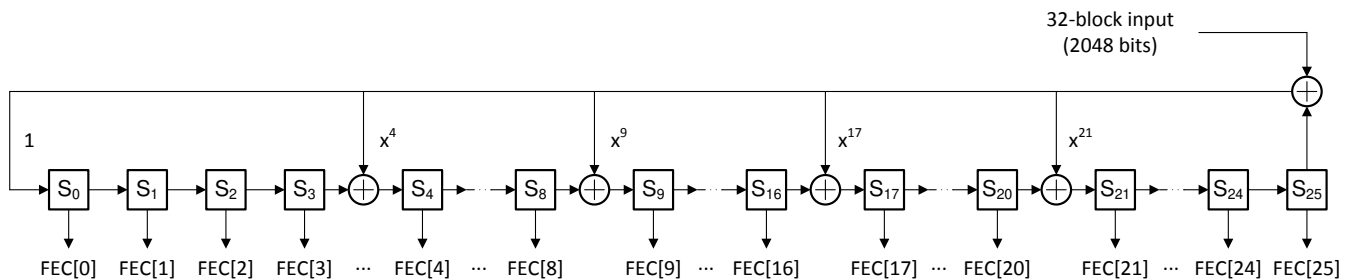 32-block input
(2048 bits)
1 x⁴ x⁹ x¹⁷ x²¹
S₀ S₁ S₂ S₃ S₄ ... S₈ S₉ ... S₁₆ S₁₇ ... S₂₀ S₂₁ ... S₂₄ S₂₅
FEC[0] FEC[1] FEC[2] FEC[3] ... FEC[4] ... FEC[8] FEC[9] ... FEC[16] FEC[17] ... FEC[20] FEC[21] ... FEC[24] FEC[25]